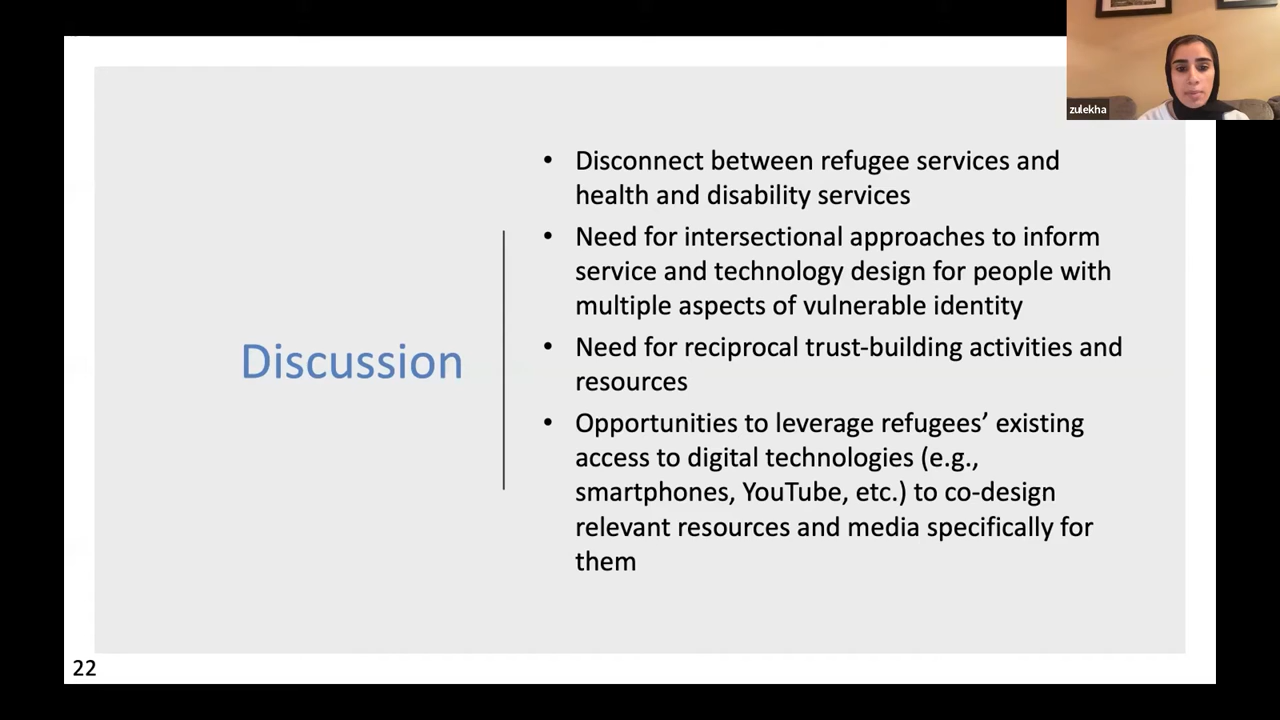 zulekha
Discussion
• Disconnect between refugee services and
health and disability services
• Need for intersectional approaches to inform
service and technology design for people with
multiple aspects of vulnerable identity
• Need for reciprocal trust-building activities and
resources
• Opportunities to leverage refugees’ existing
access to digital technologies (e.g.,
smartphones, YouTube, etc.) to co-design
relevant resources and media specifically for
them
22